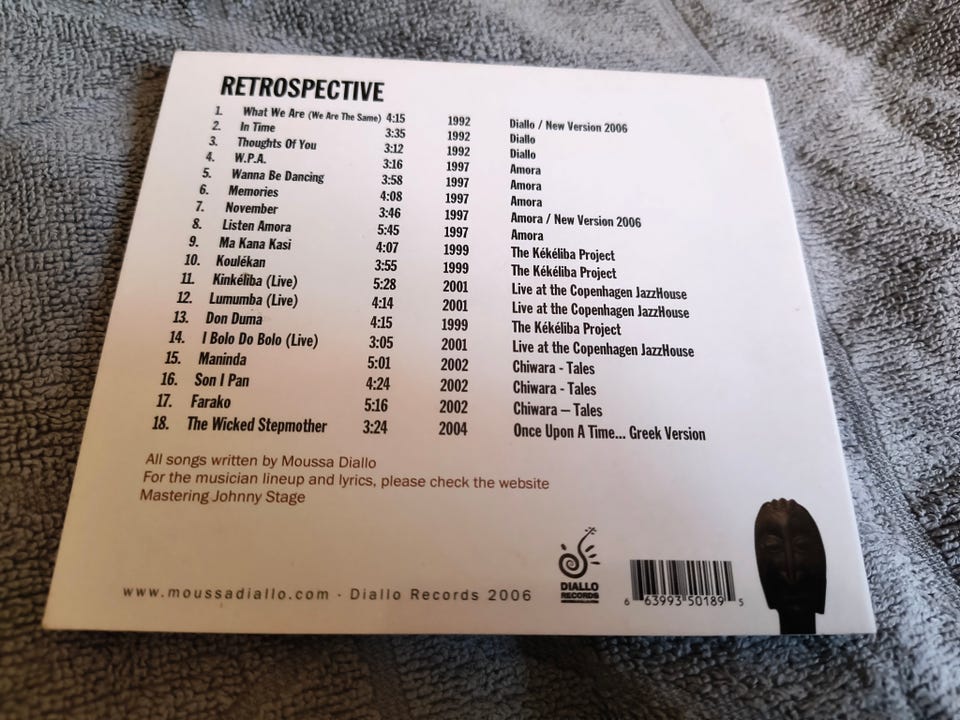 RETROSPECTIVE
1. What We Are (We Are The Same) 4:15 1992 Diallo / New Version 2006
2. In Time 3:35 1992 Diallo
3. Thoughts Of You 3:12 1992 Diallo
4. W.P.A. 3:16 1997 Amora
5. Wanna Be Dancing 3:58 1997 Amora
6. Memories 4:08 1997 Amora
7. November 3:46 1997 Amora / New Version 2006
8. Listen Amora 5:45 1997 Amora
9. Ma Kana Kasi 4:07 1999 The Kékéliba Project
10. Koulékan 3:55 1999 The Kékéliba Project
11. Kinkéliba (Live) 5:28 2001 Live at the Copenhagen JazzHouse
12. Lumumba (Live) 4:14 2001 Live at the Copenhagen JazzHouse
13. Don Duma 4:15 1999 The Kékéliba Project
14. I Bolo Do Bolo (Live) 3:05 2001 Live at the Copenhagen JazzHouse
15. Maninda 5:01 2002 Chiwara - Tales
16. Son I Pan 4:24 2002 Chiwara - Tales
17. Farako 5:16 2002 Chiwara – Tales
18. The Wicked Stepmother 3:24 2004 Once Upon A Time... Greek Version
All songs written by Moussa Diallo
For the musician lineup and lyrics, please check the website
Mastering Johnny Stage
www.moussadiallo.com - Diallo Records 2006
DIALLO
RECORDS
6 63993 50189 5